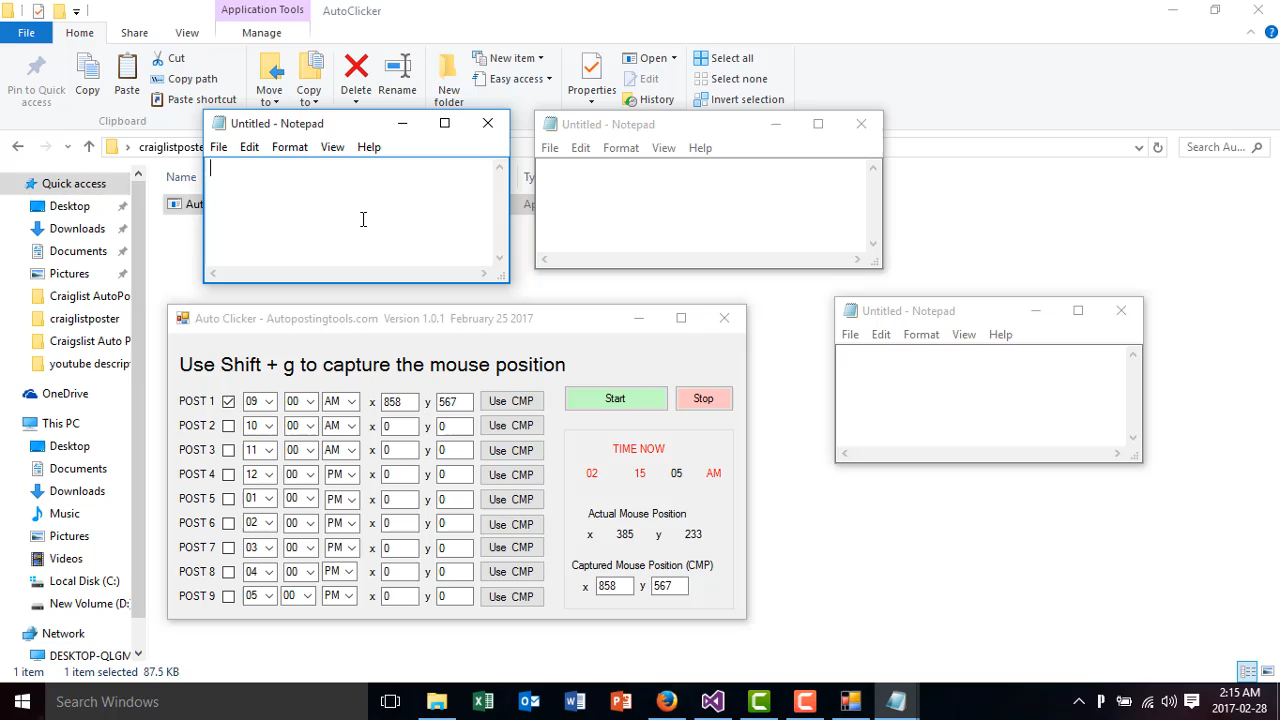 Application Tools
AutoClicker
File
Home
Share
View
Manage
Pin to Quick
access
Copy
Paste
Cut
Copy path
Paste shortcut
Clipboard
Move
to
Copy
to
Delete
Rename
New
folder
New item
Easy access
Properties
Open
Edit
History
Select all
Select none
Invert selection
craiglistposte
Search Au...
Name
Ty
Aut
Ap
Untitled - Notepad
File Edit Format View Help
Untitled - Notepad
File Edit Format View Help
Untitled - Notepad
File Edit Format View Help
Quick access
Desktop
Downloads
Documents
Pictures
Craiglist AutoPo
craiglistposter
Craigslist Auto P
youtube descrip
OneDrive
This PC
Desktop
Documents
Downloads
Music
Pictures
Videos
Local Disk (C:)
New Volume (D:
Network
DESKTOP-QLGM
Auto Clicker - Autopostingtools.com Version 1.0.1 February 25 2017
Use Shift + g to capture the mouse position
POST 1 09 00 AM x 858 y 567 Use CMP
POST 2 10 00 AM x 0 y 0 Use CMP
POST 3 11 00 AM x 0 y 0 Use CMP
POST 4 12 00 PM x 0 y 0 Use CMP
POST 5 01 00 PM x 0 y 0 Use CMP
POST 6 02 00 PM x 0 y 0 Use CMP
POST 7 03 00 PM x 0 y 0 Use CMP
POST 8 04 00 PM x 0 y 0 Use CMP
POST 9 05 00 PM x 0 y 0 Use CMP
Start
Stop
TIME NOW
02 15 05 AM
Actual Mouse Position
x 385 y 233
Captured Mouse Position (CMP)
x 858 y 567
1 item
1 item selected 87.5 KB
Search Windows
2:15 AM
2017-02-28